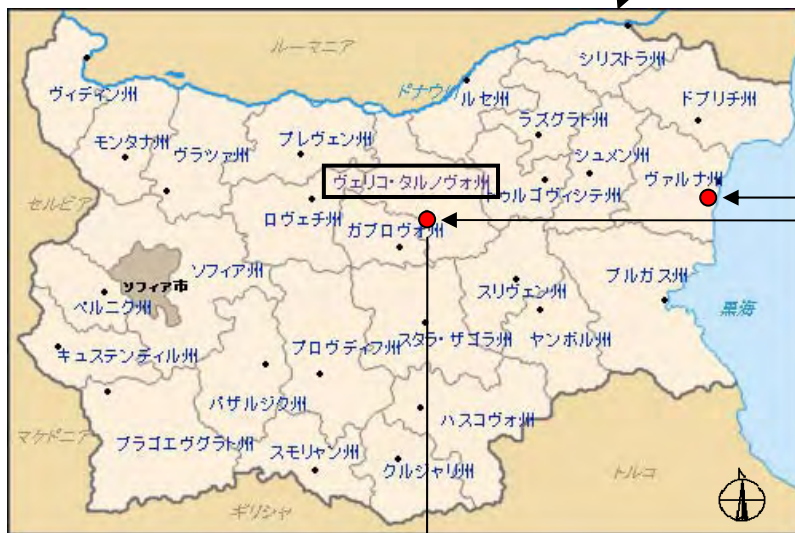 ルーマニア
シリストラ州
ヴィディン州
ルセ州
ドブリチ州
ラズグラト州
モンタナ州
ヴラツァ州
プレヴェン州
シュメン州
ヴァルナ州
ヴェリコ・タルノヴォ州
トゥルゴヴィシテ州
セルビア
ロヴェチ州
ガブロヴォ州
ソフィア州
ブルガス州
ソフィア市
スリヴェン州
黒海
ペルニク州
キュステンディル州
プロヴディフ州
スタラ・ザゴラ州
ヤンボル州
パザルジク州
ハスコヴォ州
マケドニア
ブラゴエヴグラト州
スモリャン州
クルジャリ州
トルコ
ギリシャ